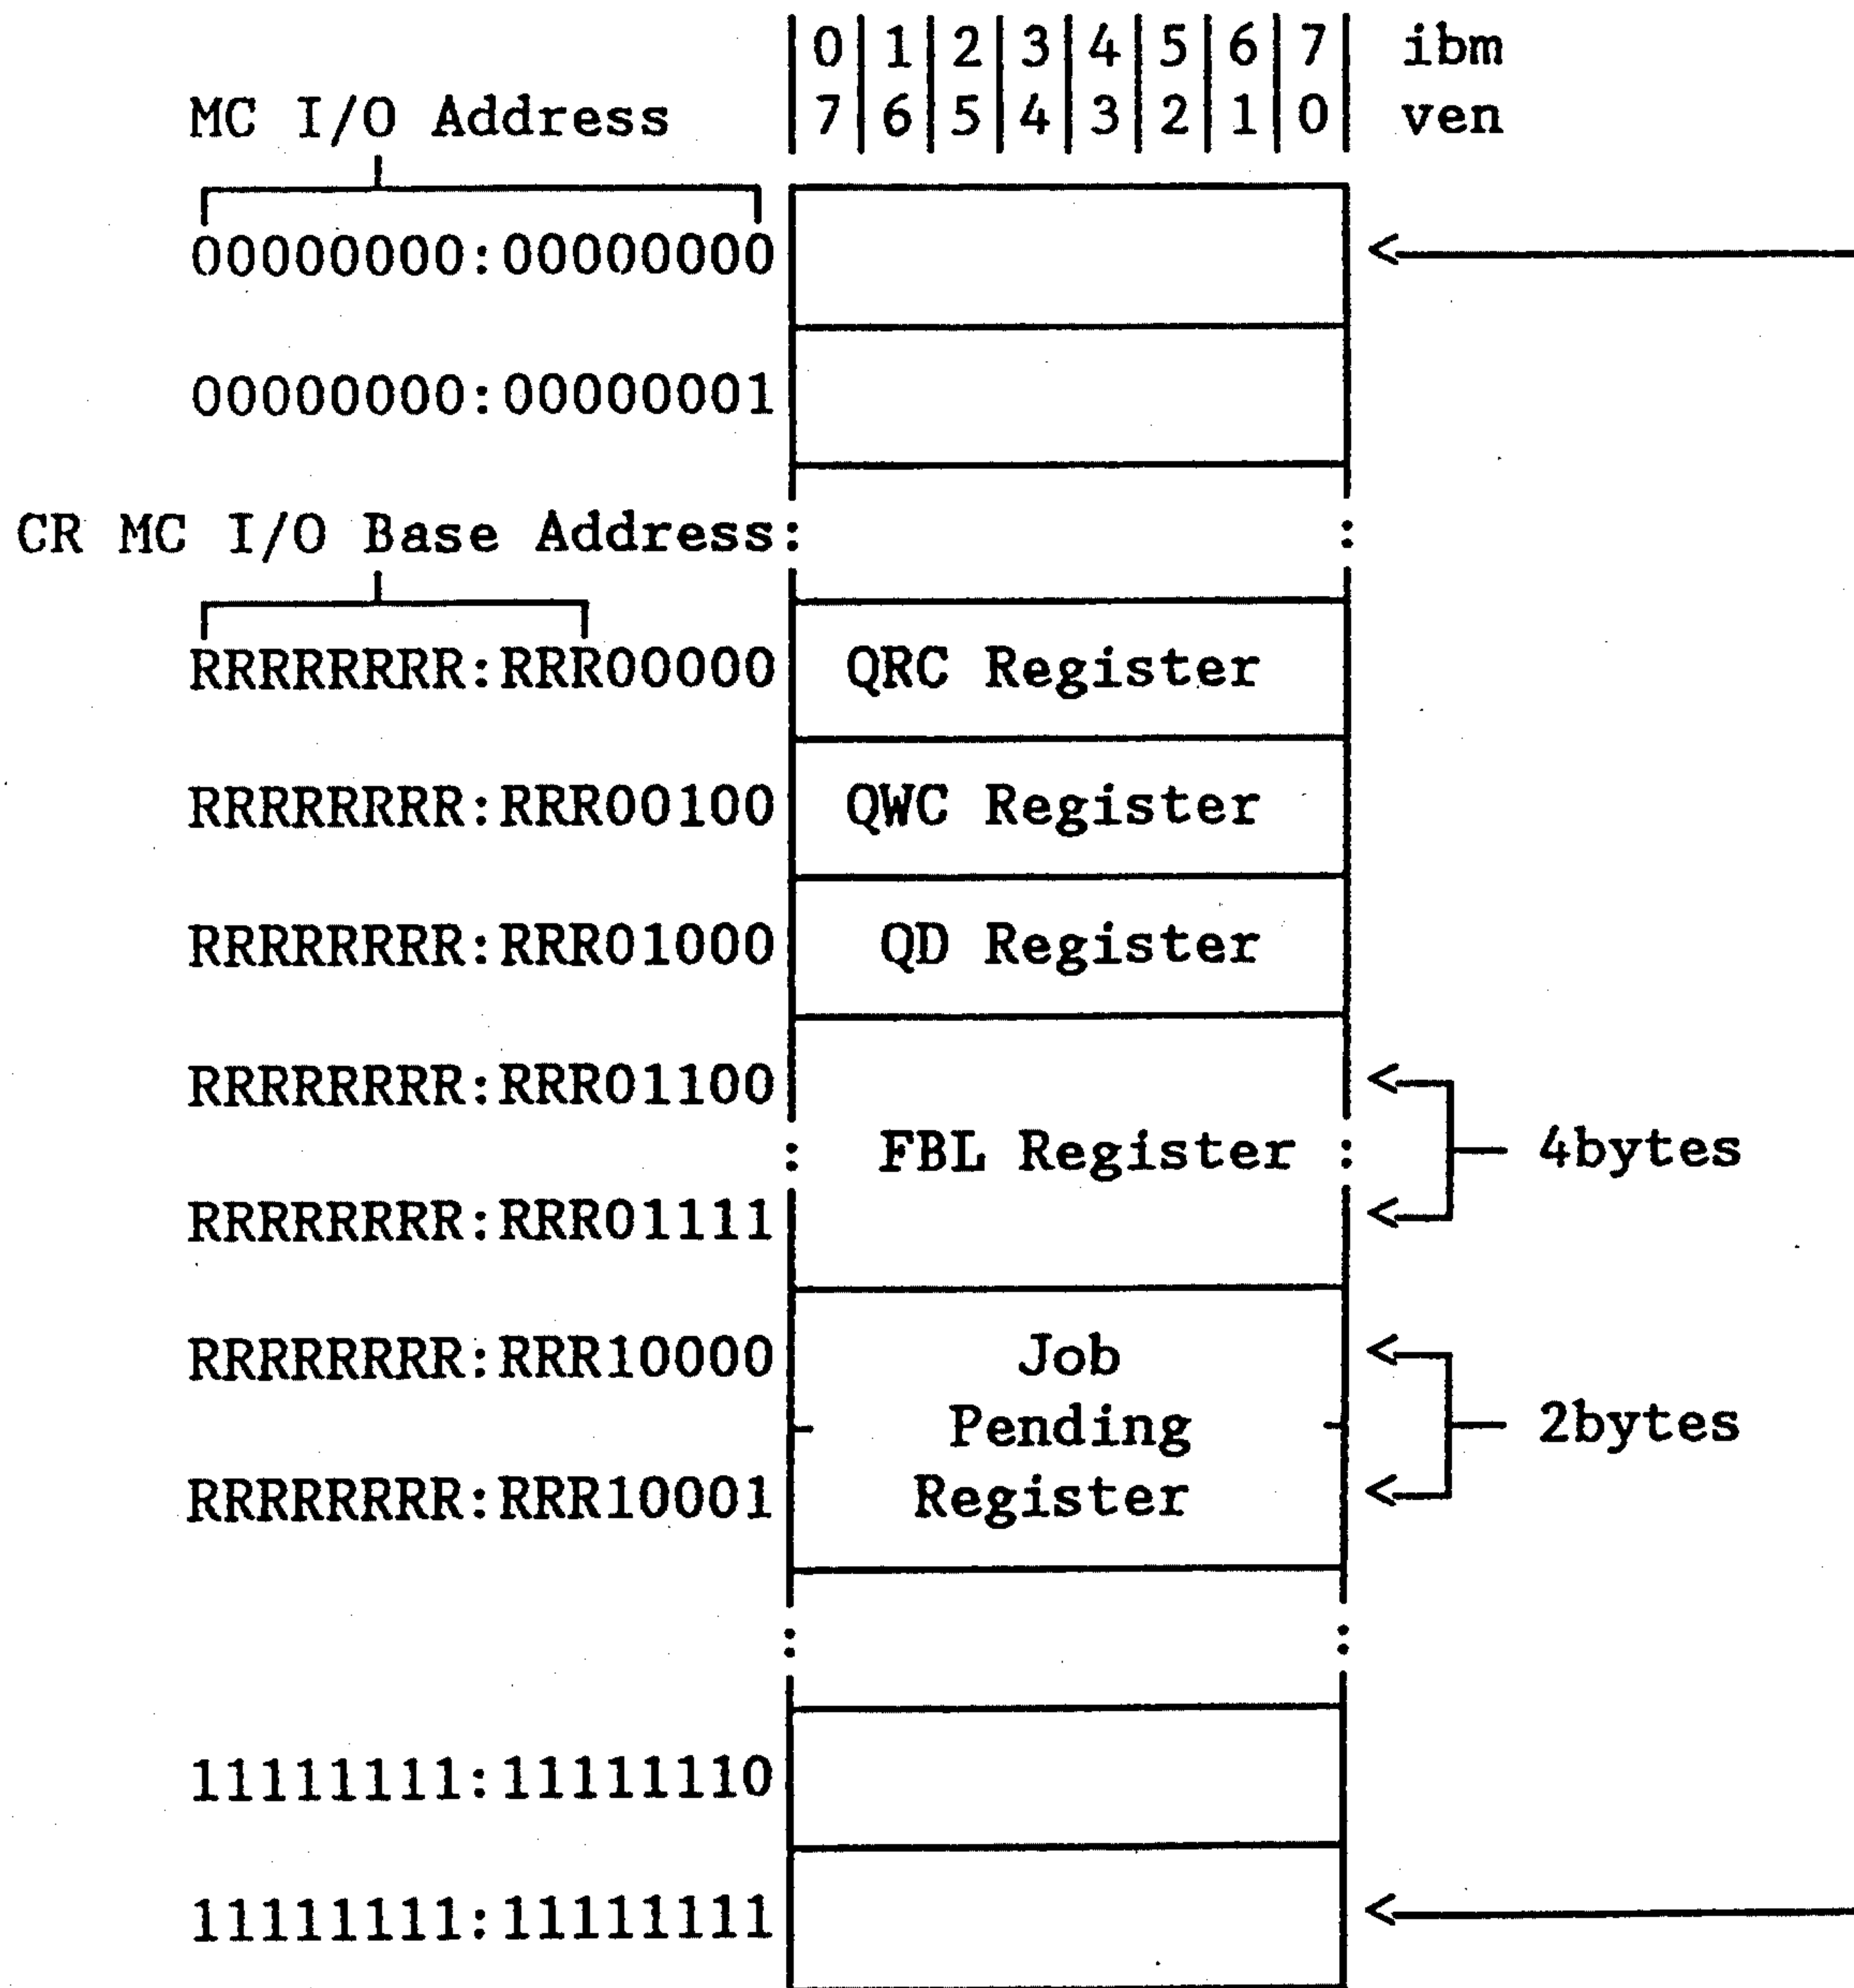 |0|1|2|3|4|5|6|7| ibm
MC I/O Address |7|6|5|4|3|2|1|0| ven
00000000:00000000
00000000:00000001
CR MC I/O Base Address: :
RRRRRRRR:RRR00000 QRC Register
RRRRRRRR:RRR00100 QWC Register
RRRRRRRR:RRR01000 QD Register
RRRRRRRR:RRR01100
: FBL Register : 4bytes
RRRRRRRR:RRR01111
RRRRRRRR:RRR10000 Job
Pending 2bytes
RRRRRRRR:RRR10001 Register
: :
11111111:11111110
11111111:11111111